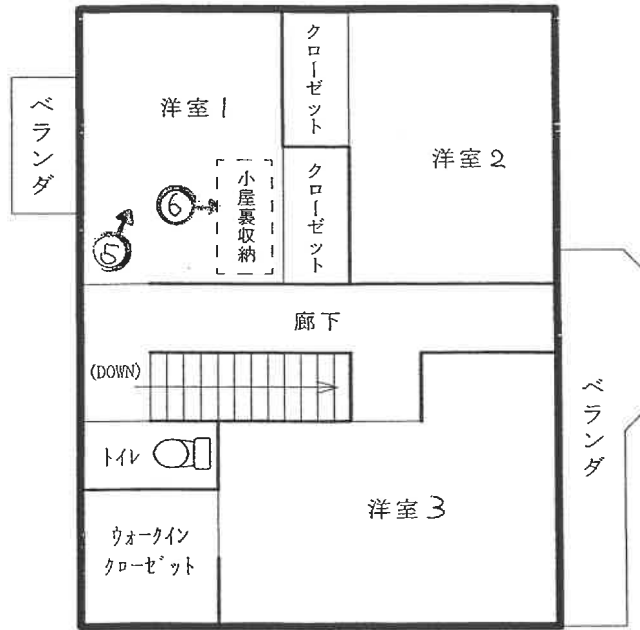 クローゼット
ベランダ
洋室1
洋室2
クローゼット
小屋裏収納
⑥
⑤
廊下
(DOWN)
ベランダ
トイレ
洋室3
ウォークイン
クローゼット